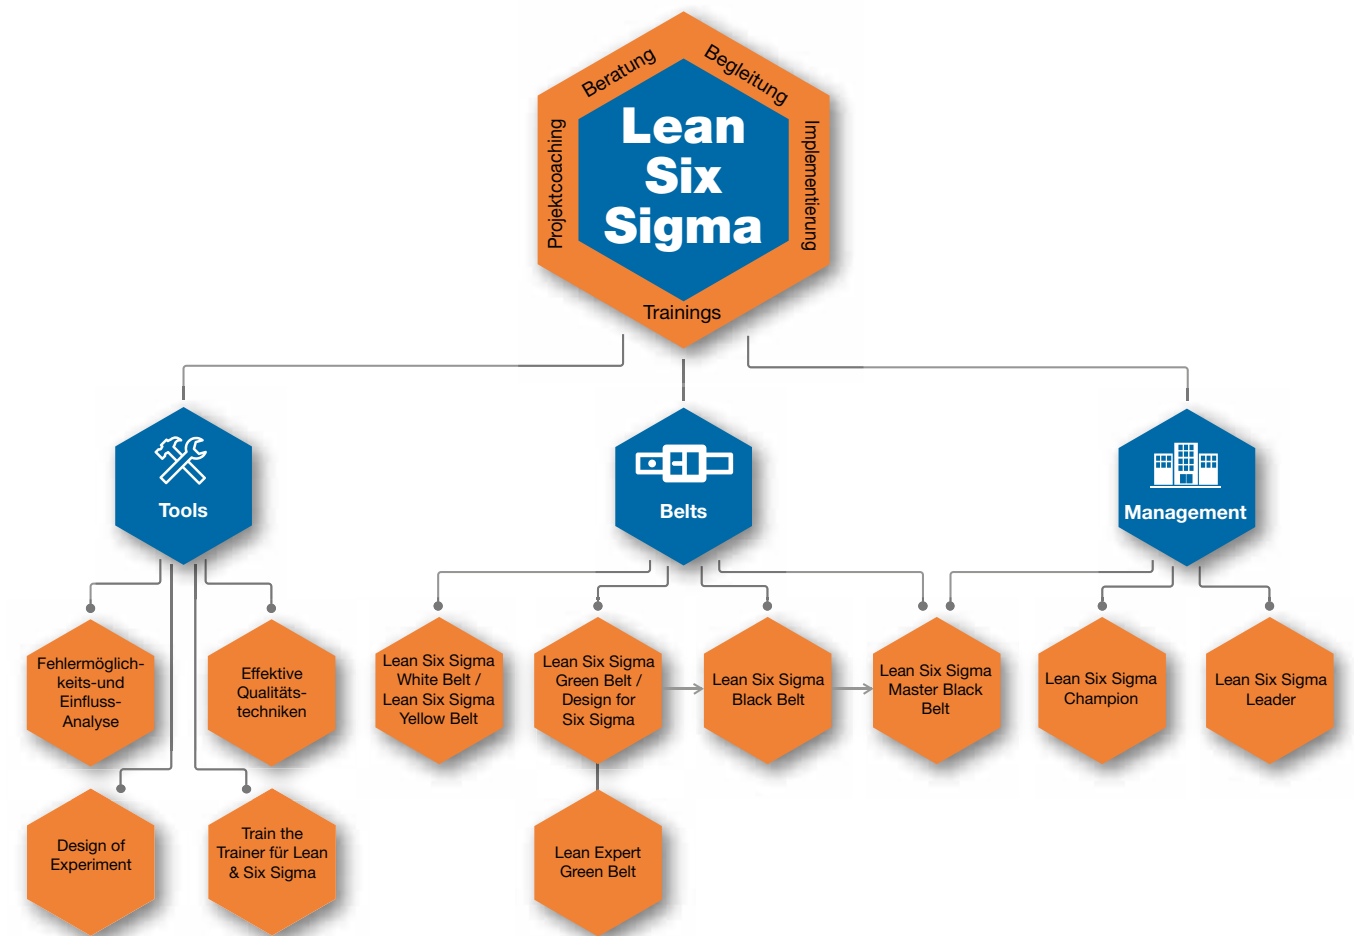 Beratung
Begleitung
Projektcoaching
Implementierung
Lean
Six
Sigma
Trainings
Tools
Belts
Management
Fehlermöglich-
keits-und
Einfluss-
Analyse
Effektive
Qualitäts-
techniken
Lean Six Sigma
White Belt /
Lean Six Sigma
Yellow Belt
Lean Six Sigma
Green Belt /
Design for
Six Sigma
Lean Six Sigma
Black Belt
Lean Six Sigma
Master Black
Belt
Lean Six Sigma
Champion
Lean Six Sigma
Leader
Design of
Experiment
Train the
Trainer für Lean
& Six Sigma
Lean Expert
Green Belt